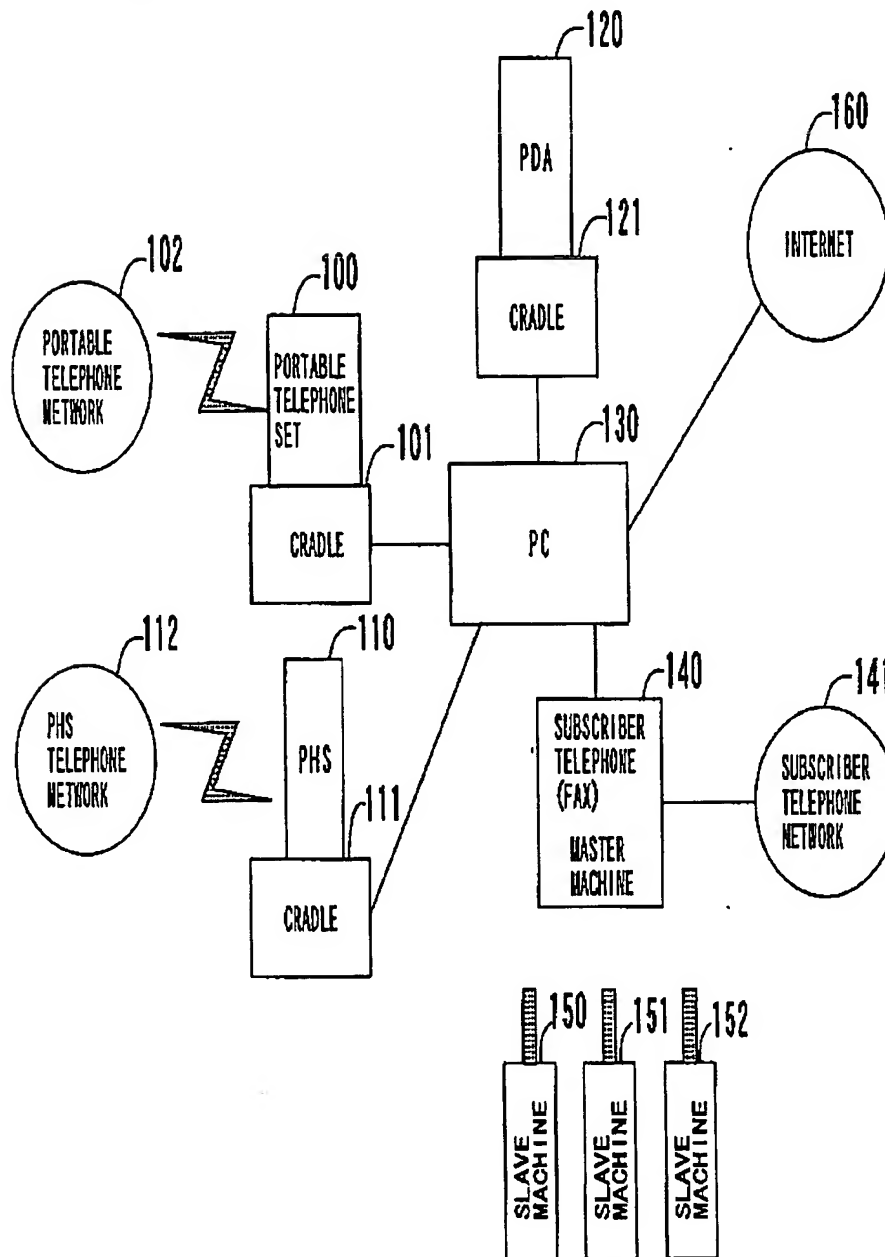 120
PDA
160
INTERNET
121
CRADLE
102
PORTABLE
TELEPHONE
NETWORK
100
PORTABLE
TELEPHONE
SET
101
CRADLE
130
PC
112
PHS
TELEPHONE
NETWORK
110
PHS
111
CRADLE
140
SUBSCRIBER
TELEPHONE
(FAX)
MASTER
MACHINE
141
SUBSCRIBER
TELEPHONE
NETWORK
150
SLAVE
MACHINE
151
SLAVE
MACHINE
152
SLAVE
MACHINE